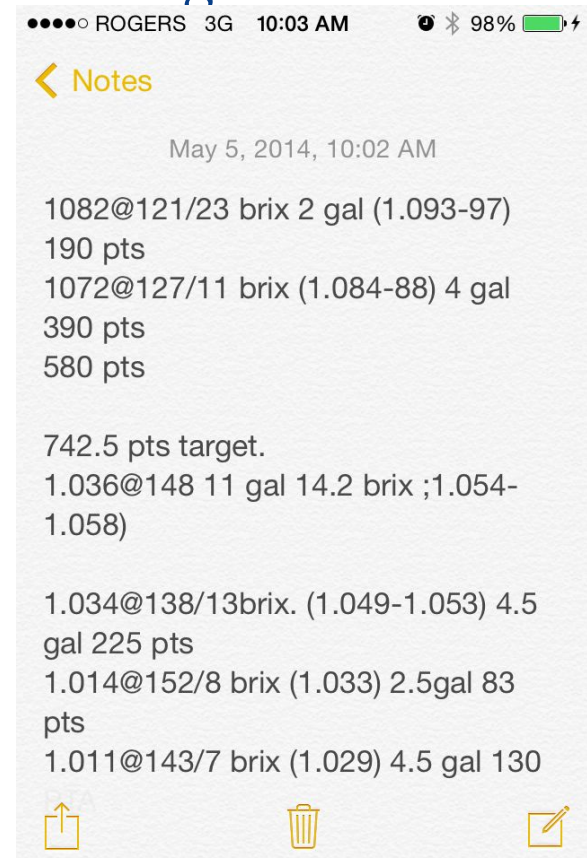 ROGERS 3G 10:03 AM 98%
Notes
May 5, 2014, 10:02 AM
1082@121/23 brix 2 gal (1.093-97)
190 pts
1072@127/11 brix (1.084-88) 4 gal
390 pts
580 pts
742.5 pts target.
1.036@148 11 gal 14.2 brix ;1.054-
1.058)
1.034@138/13brix. (1.049-1.053) 4.5
gal 225 pts
1.014@152/8 brix (1.033) 2.5gal 83
pts
1.011@143/7 brix (1.029) 4.5 gal 130